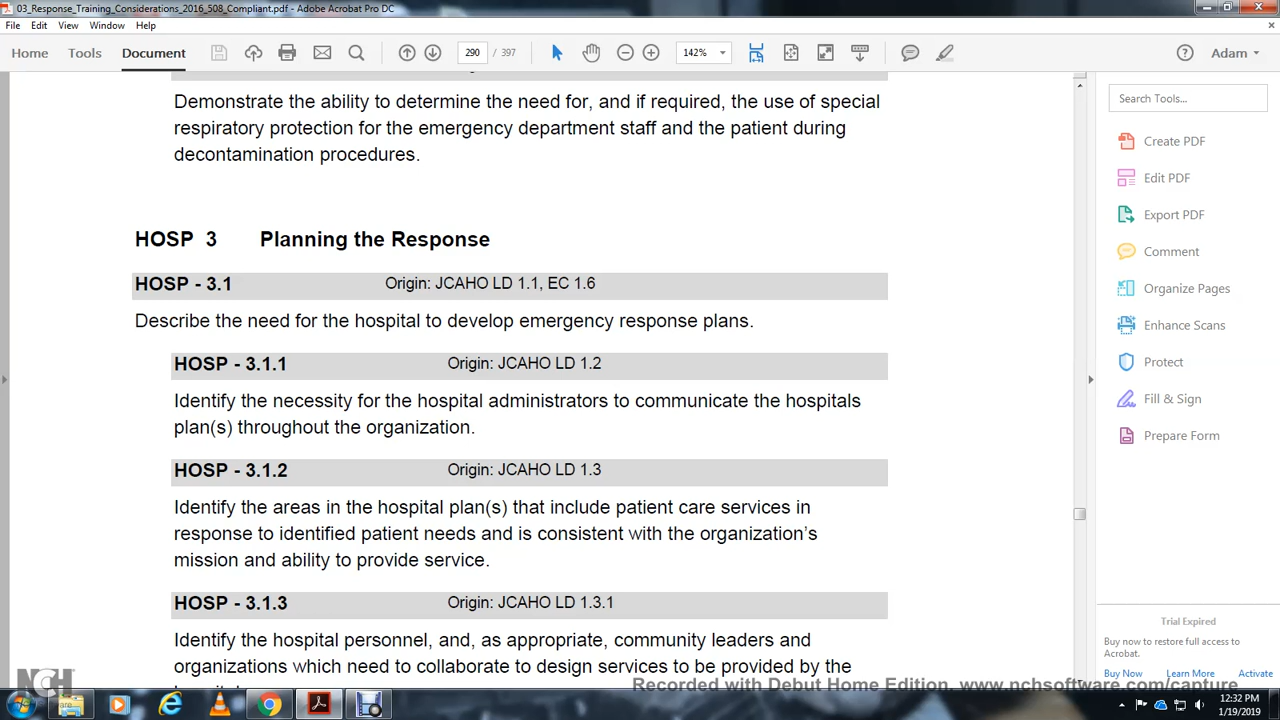 03_Response_Training_Considerations_2016_508_Compliant.pdf - Adobe Acrobat Pro DC
File Edit View Window Help
Home Tools Document 290 / 397 142% Adam
Demonstrate the ability to determine the need for, and if required, the use of special
respiratory protection for the emergency department staff and the patient during
decontamination procedures.
HOSP 3 Planning the Response
HOSP - 3.1 Origin: JCAHO LD 1.1, EC 1.6
Describe the need for the hospital to develop emergency response plans.
HOSP - 3.1.1 Origin: JCAHO LD 1.2
Identify the necessity for the hospital administrators to communicate the hospitals
plan(s) throughout the organization.
HOSP - 3.1.2 Origin: JCAHO LD 1.3
Identify the areas in the hospital plan(s) that include patient care services in
response to identified patient needs and is consistent with the organization's
mission and ability to provide service.
HOSP - 3.1.3 Origin: JCAHO LD 1.3.1
Identify the hospital personnel, and, as appropriate, community leaders and
organizations which need to collaborate to design services to be provided by the
Search Tools...
Create PDF
Edit PDF
Export PDF
Comment
Organize Pages
Enhance Scans
Protect
Fill & Sign
Prepare Form
Trial Expired
Buy now to restore full access to
Acrobat.
Buy Now Learn More Activate
NCH
Recorded with Debut Home Edition. www.nchsoftware.com/capture
12:32 PM
1/19/2019